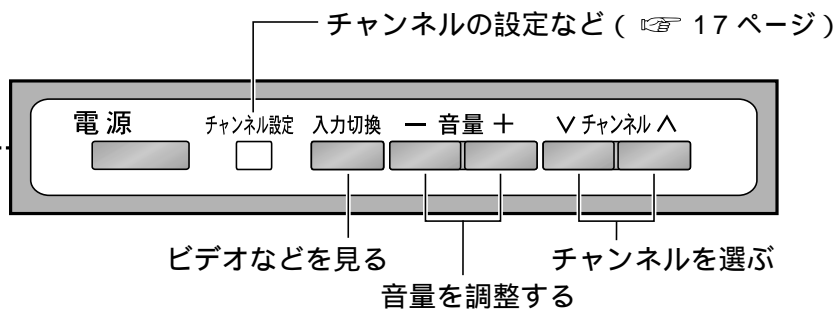 チャンネルの設定など ( ☞ 17 ページ )
電源 チャンネル設定 入力切換 － 音量 ＋ ∨ チャンネル ∧
ビデオなどを見る チャンネルを選ぶ
音量を調整する